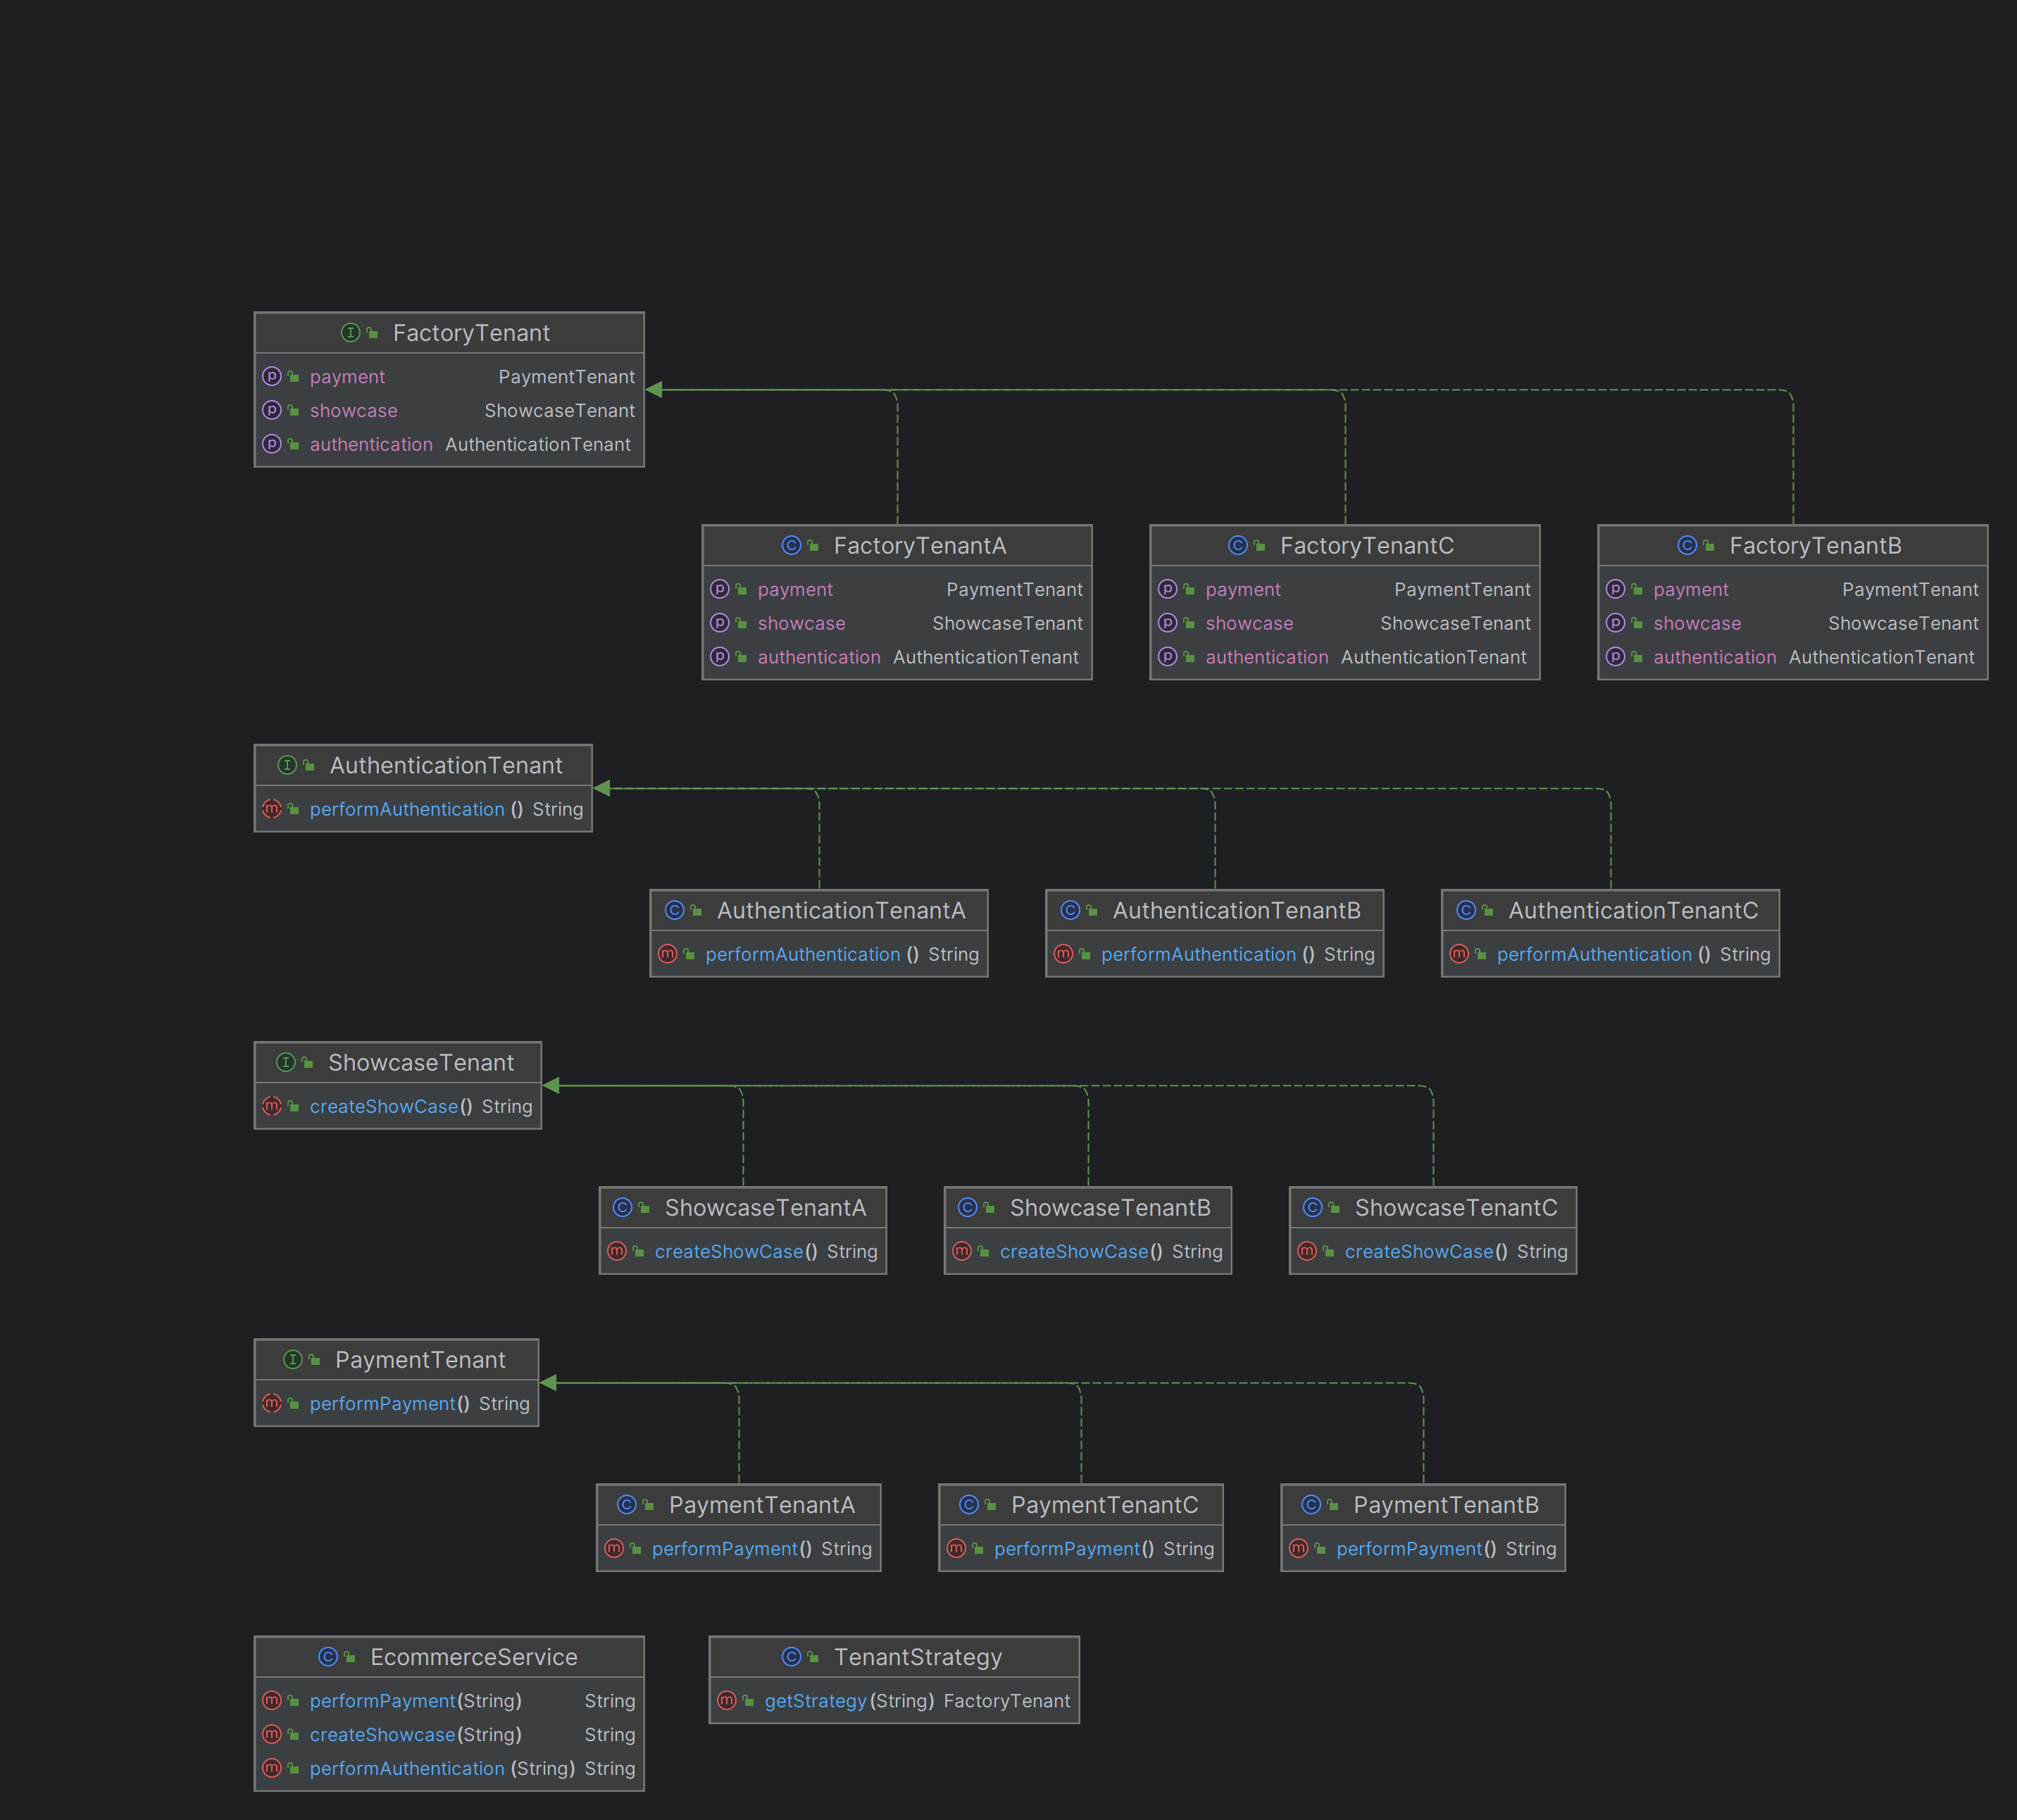 FactoryTenant
payment PaymentTenant
showcase ShowcaseTenant
authentication AuthenticationTenant
FactoryTenantA
payment PaymentTenant
showcase ShowcaseTenant
authentication AuthenticationTenant
FactoryTenantC
payment PaymentTenant
showcase ShowcaseTenant
authentication AuthenticationTenant
FactoryTenantB
payment PaymentTenant
showcase ShowcaseTenant
authentication AuthenticationTenant
AuthenticationTenant
performAuthentication () String
AuthenticationTenantA
performAuthentication () String
AuthenticationTenantB
performAuthentication () String
AuthenticationTenantC
performAuthentication () String
ShowcaseTenant
createShowCase() String
ShowcaseTenantA
createShowCase() String
ShowcaseTenantB
createShowCase() String
ShowcaseTenantC
createShowCase() String
PaymentTenant
performPayment() String
PaymentTenantA
performPayment() String
PaymentTenantC
performPayment() String
PaymentTenantB
performPayment() String
EcommerceService
performPayment(String) String
createShowcase(String) String
performAuthentication (String) String
TenantStrategy
getStrategy(String) FactoryTenant